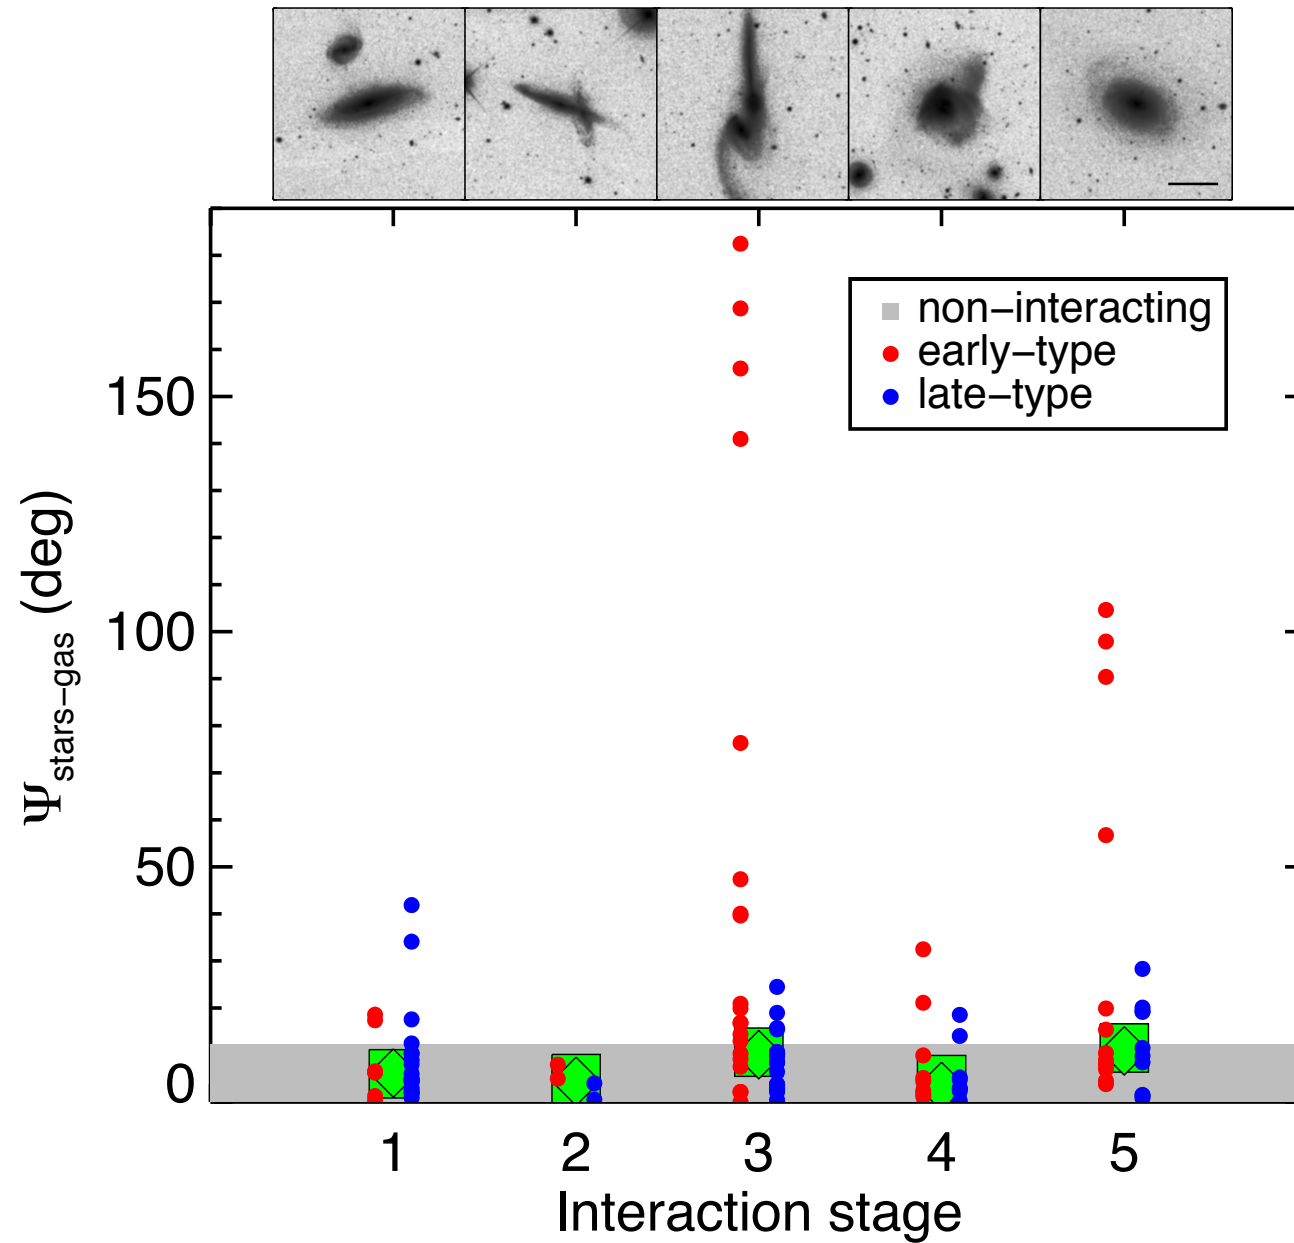 non−interacting
early−type
late−type
150
100
50
0
Ψstars−gas (deg)
1 2 3 4 5
Interaction stage